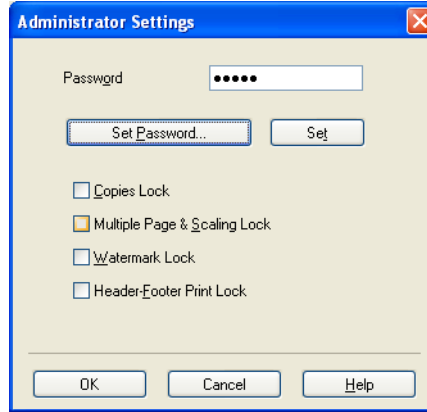 Administrator Settings
Password •••••
Set Password... Set
Copies Lock
Multiple Page & Scaling Lock
Watermark Lock
Header-Footer Print Lock
OK Cancel Help